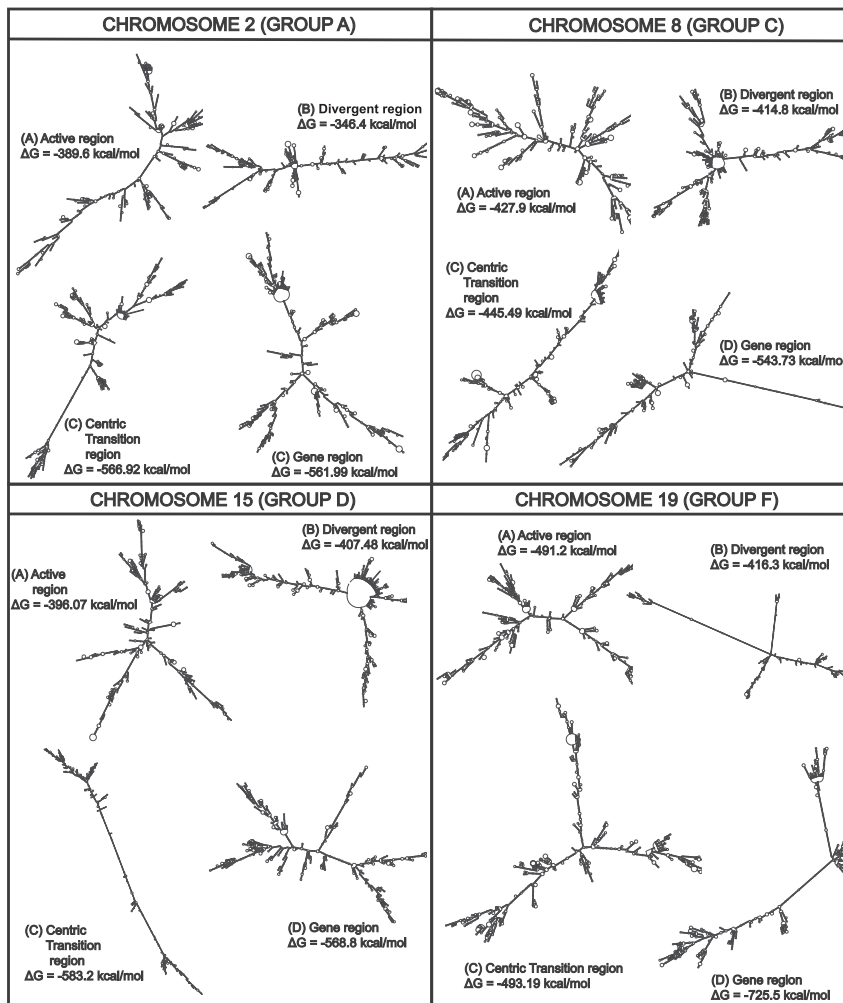 CHROMOSOME 2 (GROUP A)
(A) Active region
ΔG = -389.6 kcal/mol
(B) Divergent region
ΔG = -346.4 kcal/mol
(C) Centric
Transition
region
ΔG = -566.92 kcal/mol
(C) Gene region
ΔG = -561.99 kcal/mol
CHROMOSOME 8 (GROUP C)
(B) Divergent region
ΔG = -414.8 kcal/mol
(A) Active region
ΔG = -427.9 kcal/mol
(C) Centric
Transition
region
ΔG = -445.49 kcal/mol
(D) Gene region
ΔG = -543.73 kcal/mol
CHROMOSOME 15 (GROUP D)
(B) Divergent region
ΔG = -407.48 kcal/mol
(A) Active
region
ΔG = -396.07 kcal/mol
(C) Centric
Transition
region
ΔG = -583.2 kcal/mol
(D) Gene region
ΔG = -568.8 kcal/mol
CHROMOSOME 19 (GROUP F)
(A) Active region
ΔG = -491.2 kcal/mol
(B) Divergent region
ΔG = -416.3 kcal/mol
(C) Centric Transition region
ΔG = -493.19 kcal/mol
(D) Gene region
ΔG = -725.5 kcal/mol